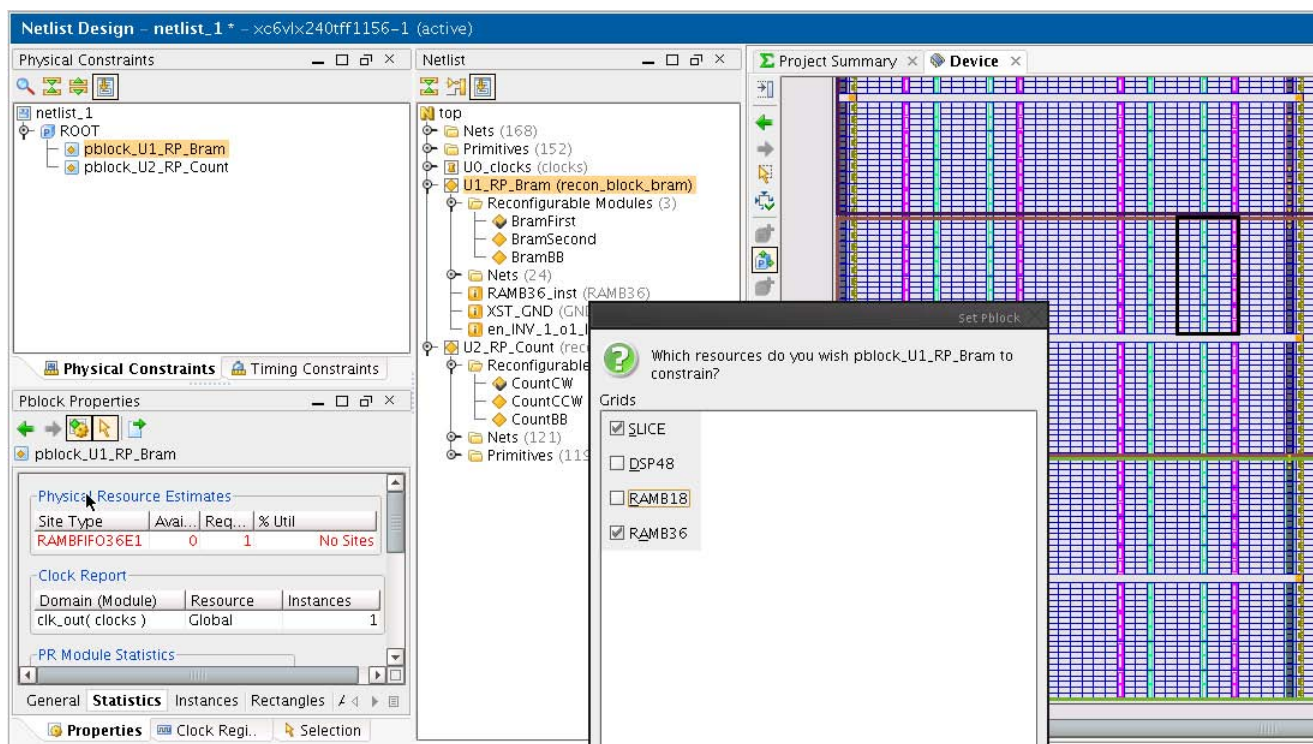 Netlist Design - netlist_1 * - xc6vlx240tff1156-1 (active)
Physical Constraints
netlist_1
ROOT
pblock_U1_RP_Bram
pblock_U2_RP_Count
Physical Constraints
Timing Constraints
Pblock Properties
pblock_U1_RP_Bram
Physical Resource Estimates
Site Type Avai... Req... % Util
RAMBFIFO36E1 0 1 No Sites
Clock Report
Domain (Module) Resource Instances
clk_out( clocks ) Global 1
PR Module Statistics
General Statistics Instances Rectangles
Properties Clock Regi.. Selection
Netlist
top
Nets (168)
Primitives (152)
U0_clocks (clocks)
U1_RP_Bram (recon_block_bram)
Reconfigurable Modules (3)
BramFirst
BramSecond
BramBB
Nets (24)
RAMB36_inst (RAMB36)
XST_GND (GN
en_INV_1_o1_
U2_RP_Count (rec
Reconfigurable
CountCW
CountCCW
CountBB
Nets (121)
Primitives (119
Project Summary
Device
Set Pblock
Which resources do you wish pblock_U1_RP_Bram to
constrain?
Grids
SLICE
DSP48
RAMB18
RAMB36